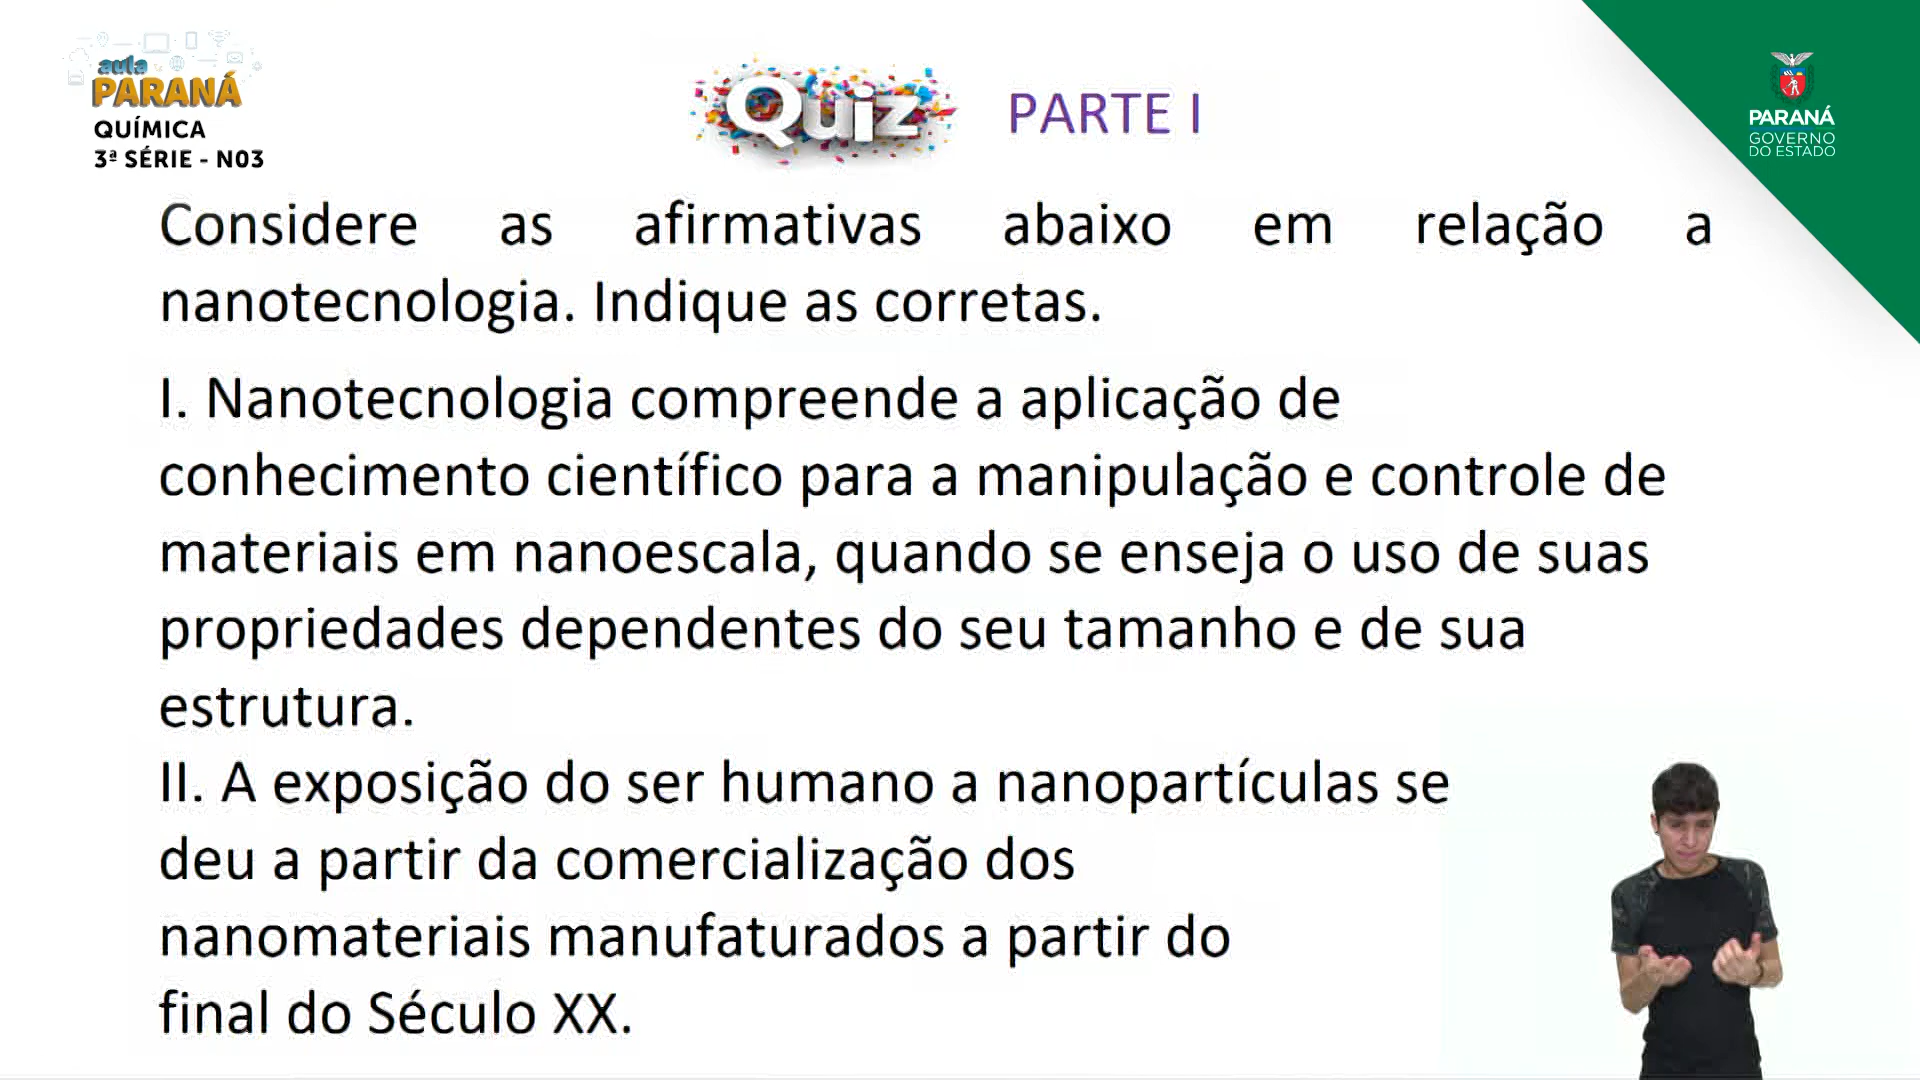 aula
PARANÁ
QUÍMICA
3ª SÉRIE - N03
Quiz PARTE I
PARANÁ
GOVERNO
DO ESTADO
Considere as afirmativas abaixo em relação a
nanotecnologia. Indique as corretas.
I. Nanotecnologia compreende a aplicação de
conhecimento científico para a manipulação e controle de
materiais em nanoescala, quando se enseja o uso de suas
propriedades dependentes do seu tamanho e de sua
estrutura.
II. A exposição do ser humano a nanopartículas se
deu a partir da comercialização dos
nanomateriais manufaturados a partir do
final do Século XX.